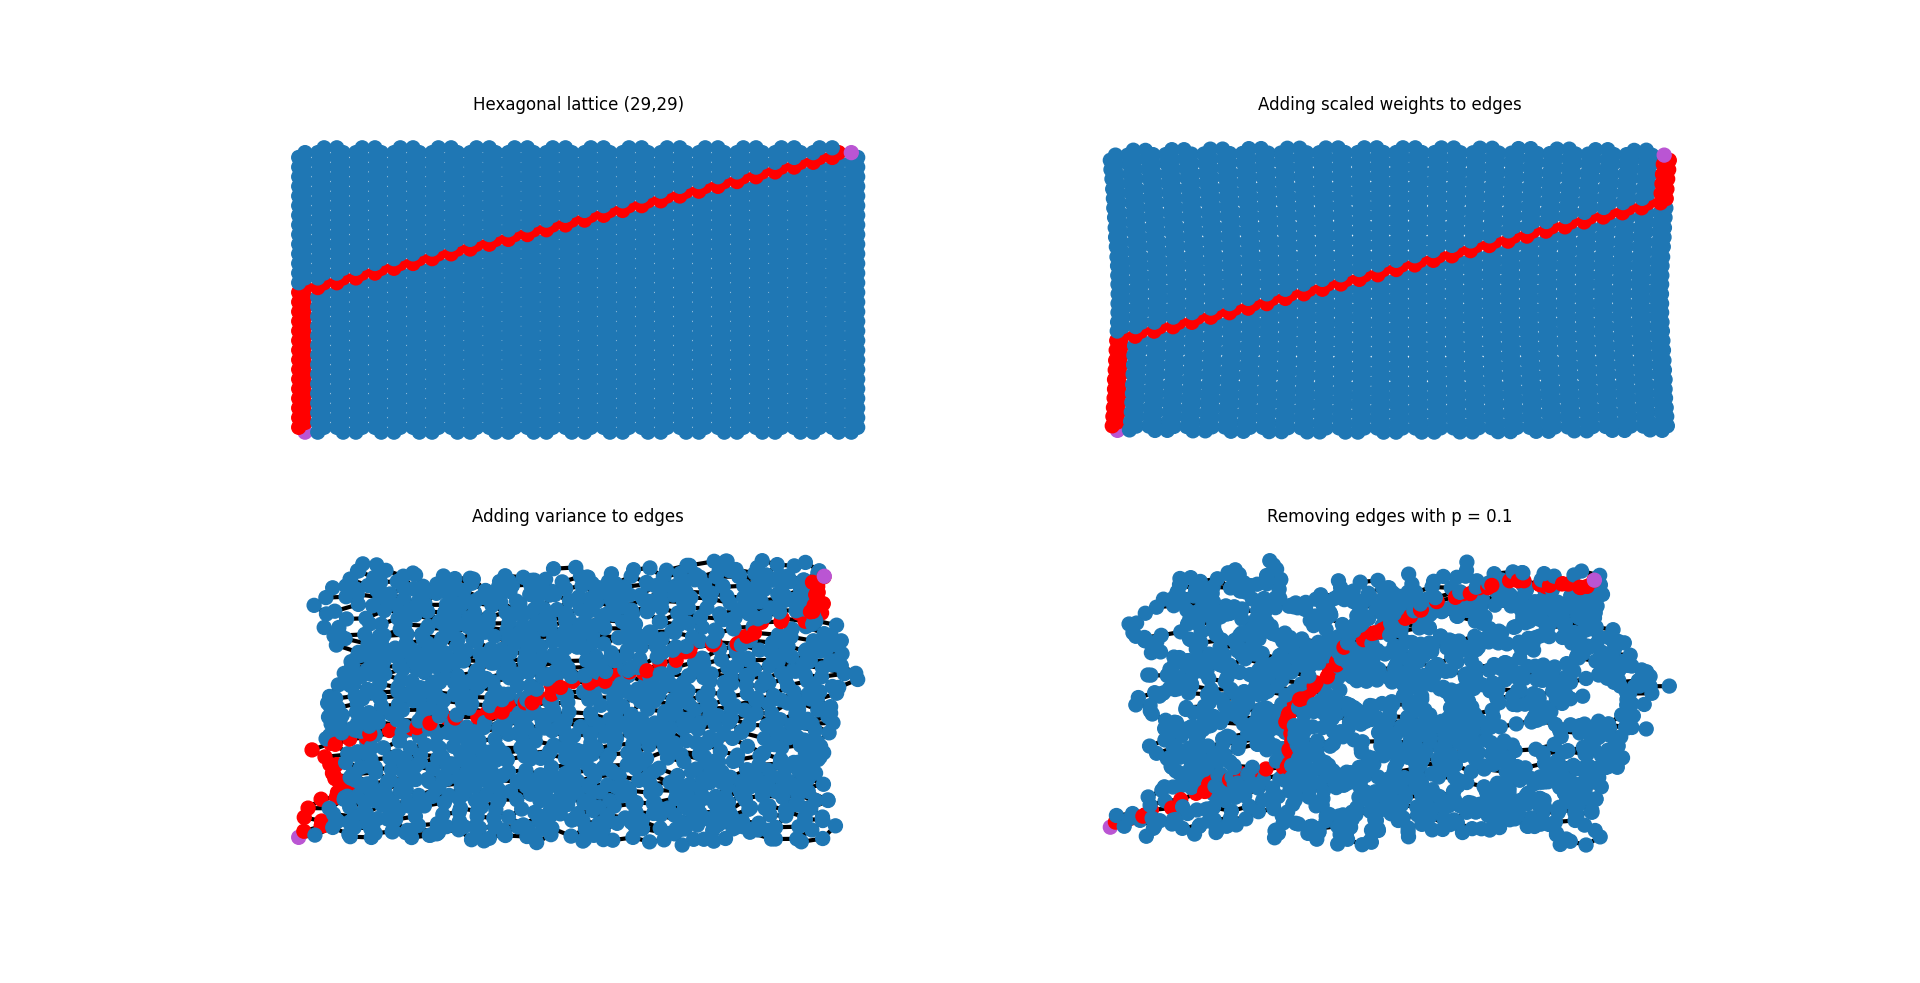 Hexagonal lattice (29,29)
Adding scaled weights to edges
Adding variance to edges
Removing edges with p = 0.1